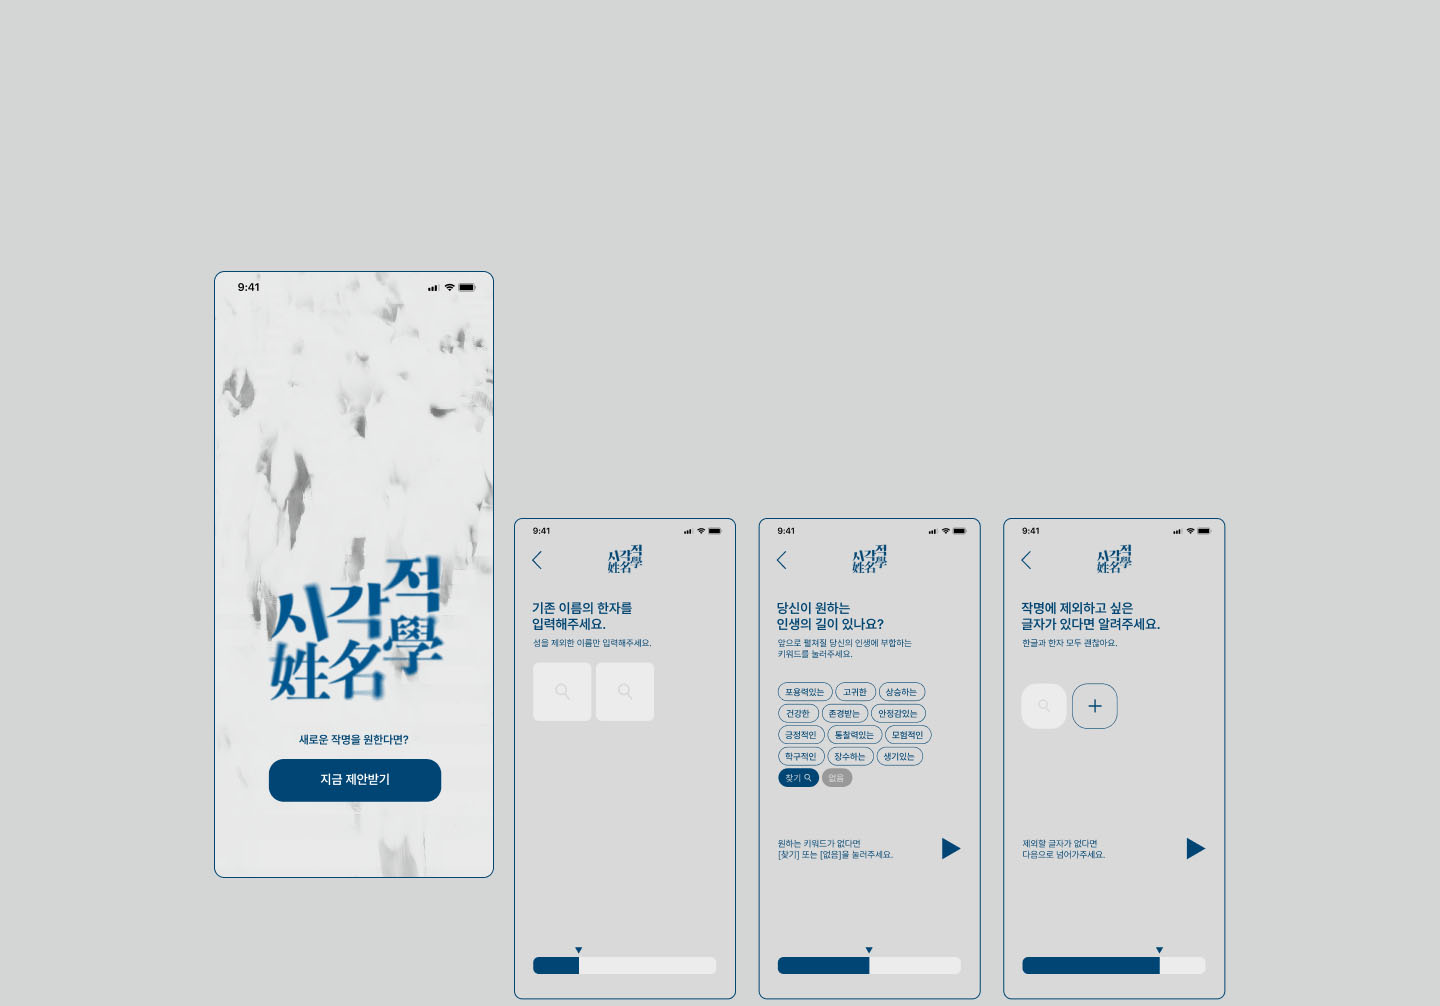 9:41
시각적
姓名學
새로운 작명을 원한다면?
지금 제안받기
9:41
시각적
姓名學
기존 이름의 한자를
입력해주세요.
성을 제외한 이름만 입력해주세요.
9:41
시각적
姓名學
당신이 원하는
인생의 길이 있나요?
앞으로 펼쳐질 당신의 인생에 부합하는
키워드를 눌러주세요.
포용력있는 고귀한 상승하는
건강한 존경받는 안정감있는
긍정적인 통찰력있는 모험적인
학구적인 장수하는 생기있는
찾기 없음
원하는 키워드가 없다면
[찾기] 또는 [없음]을 눌러주세요.
9:41
시각적
姓名學
작명에 제외하고 싶은
글자가 있다면 알려주세요.
한글과 한자 모두 괜찮아요.
제외할 글자가 없다면
다음으로 넘어가주세요.